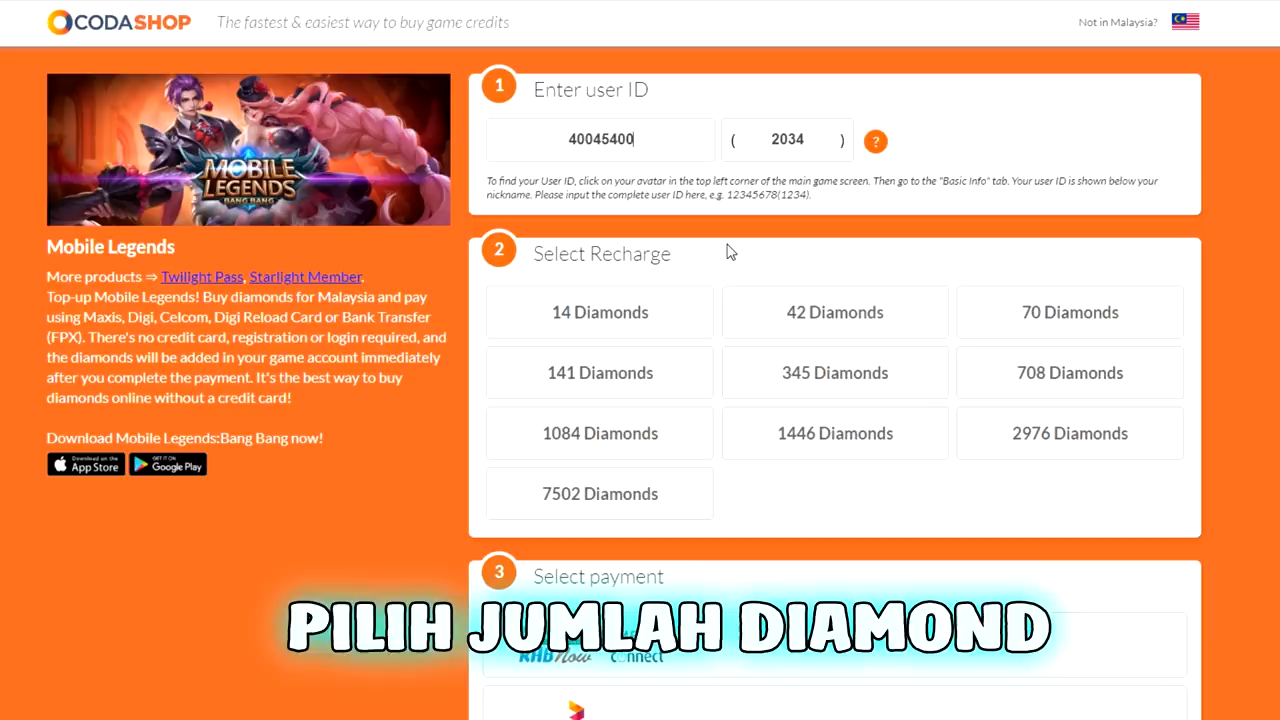 CODASHOP
The fastest & easiest way to buy game credits
Not in Malaysia?
MOBILE
LEGENDS
BANG BANG
Mobile Legends
More products ⇒ Twilight Pass, Starlight Member.
Top-up Mobile Legends! Buy diamonds for Malaysia and pay
using Maxis, Digi, Celcom, Digi Reload Card or Bank Transfer
(FPX). There's no credit card, registration or login required, and
the diamonds will be added in your game account immediately
after you complete the payment. It's the best way to buy
diamonds online without a credit card!
Download Mobile Legends:Bang Bang now!
Download on the
App Store
GET IT ON
Google Play
1
Enter user ID
40045400
( 2034 )
?
To find your User ID, click on your avatar in the top left corner of the main game screen. Then go to the "Basic Info" tab. Your user ID is shown below your
nickname. Please input the complete user ID here, e.g. 12345678(1234).
2
Select Recharge
14 Diamonds
42 Diamonds
70 Diamonds
141 Diamonds
345 Diamonds
708 Diamonds
1084 Diamonds
1446 Diamonds
2976 Diamonds
7502 Diamonds
3
Select payment
PILIH JUMLAH DIAMOND
RHB Now
connect